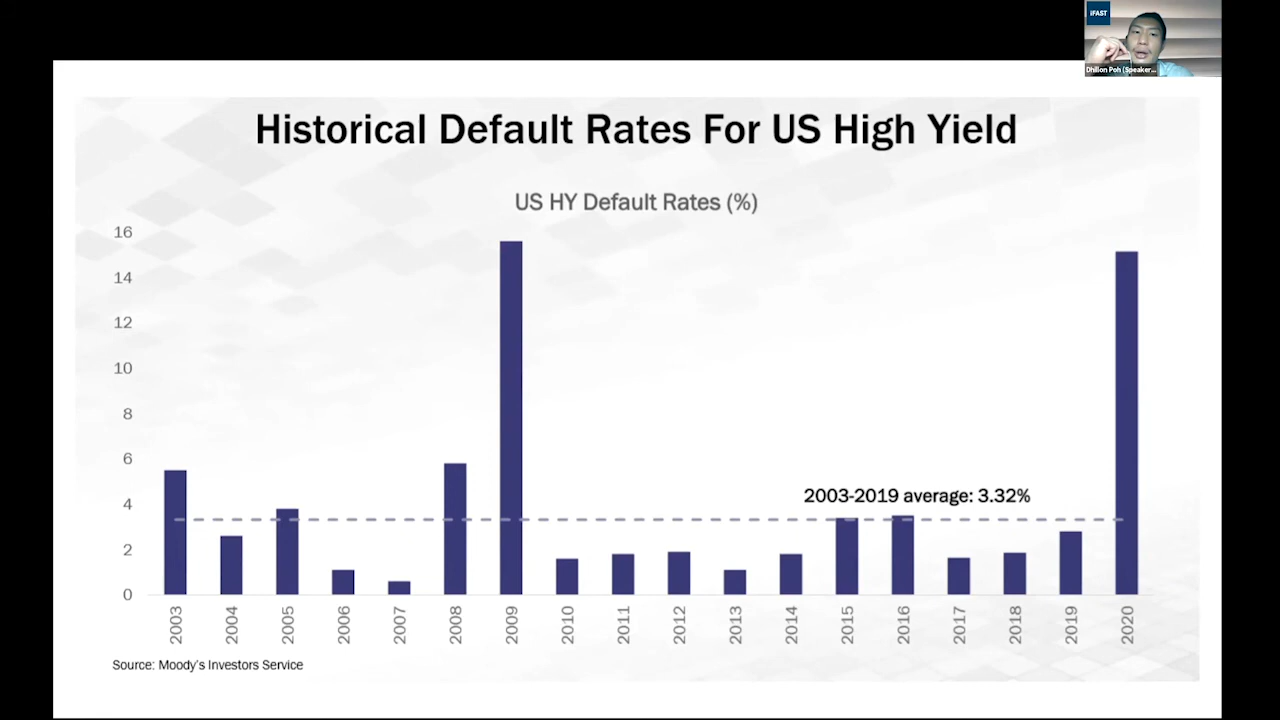 iFAST
Dhilon Poh (Speaker...
Historical Default Rates For US High Yield
US HY Default Rates (%)
16
14
12
10
8
6
4
2
0
2003-2019 average: 3.32%
2003 2004 2005 2006 2007 2008 2009 2010 2011 2012 2013 2014 2015 2016 2017 2018 2019 2020
Source: Moody's Investors Service